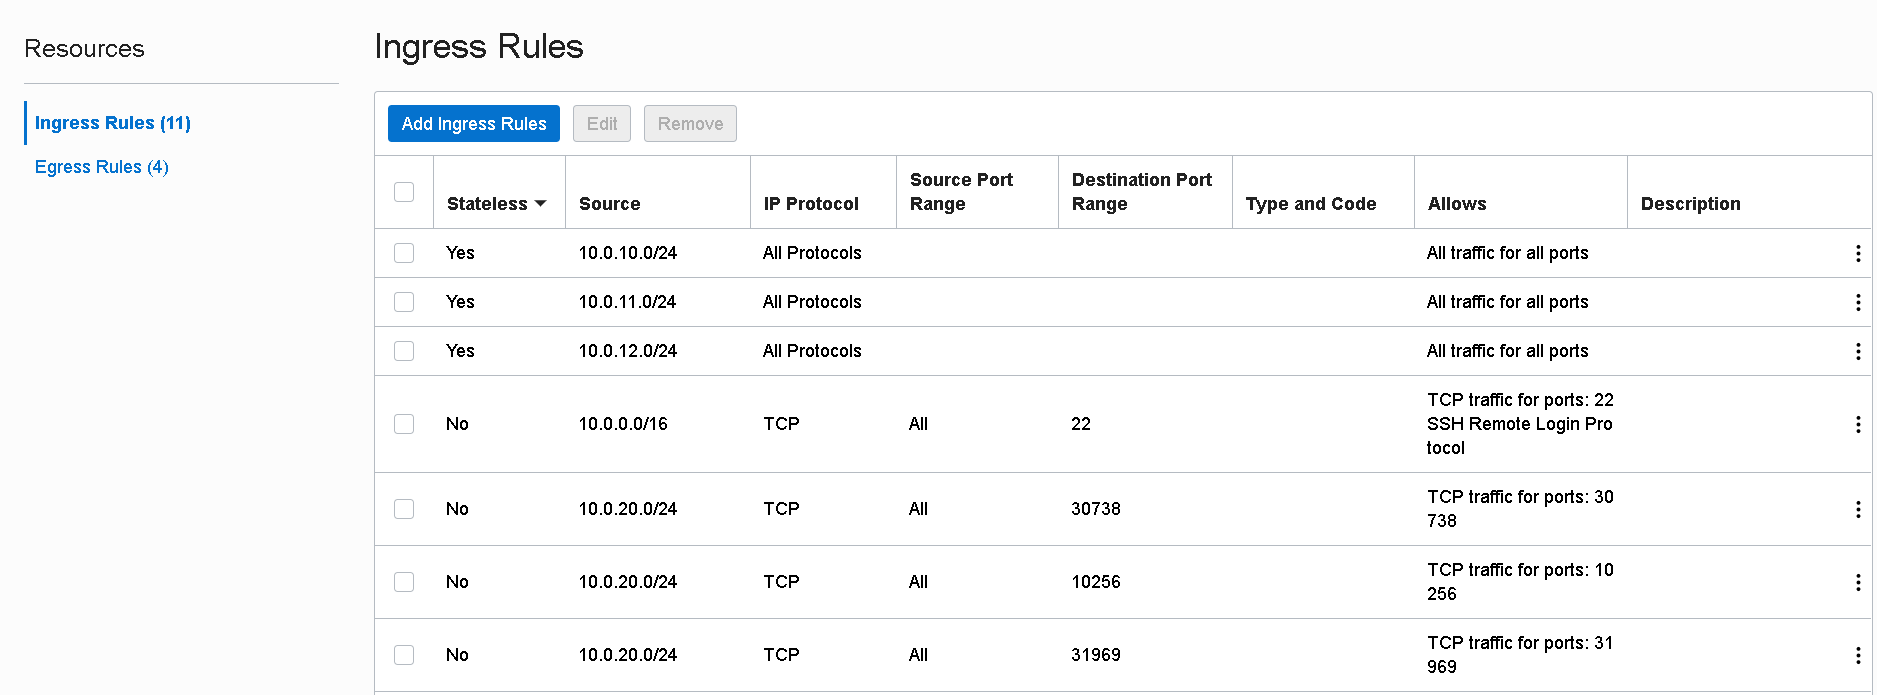 Resources
Ingress Rules (11)
Egress Rules (4)
Ingress Rules
Add Ingress Rules Edit Remove
Stateless Source IP Protocol Source Port Range Destination Port Range Type and Code Allows Description
Yes 10.0.10.0/24 All Protocols All traffic for all ports
Yes 10.0.11.0/24 All Protocols All traffic for all ports
Yes 10.0.12.0/24 All Protocols All traffic for all ports
No 10.0.0.0/16 TCP All 22 TCP traffic for ports: 22
SSH Remote Login Pro
tocol
No 10.0.20.0/24 TCP All 30738 TCP traffic for ports: 30
738
No 10.0.20.0/24 TCP All 10256 TCP traffic for ports: 10
256
No 10.0.20.0/24 TCP All 31969 TCP traffic for ports: 31
969